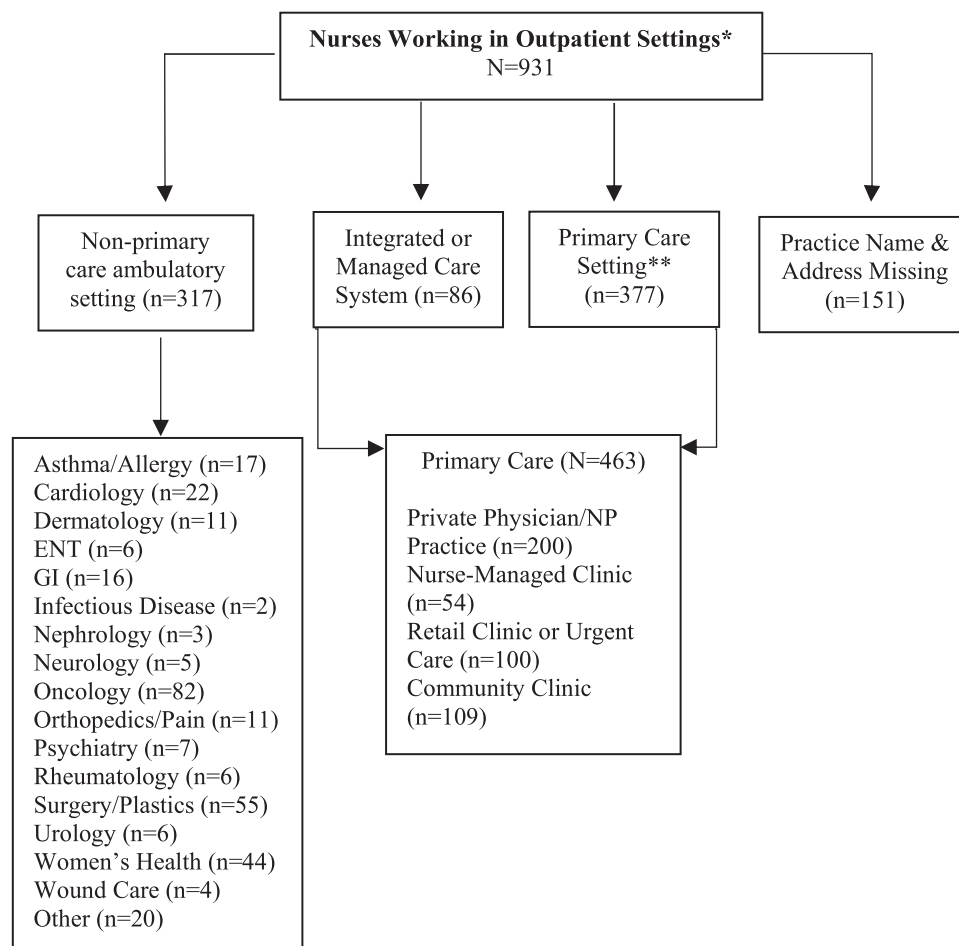 Nurses Working in Outpatient Settings*
N=931
Non-primary
care ambulatory
setting (n=317)
Integrated or
Managed Care
System (n=86)
Primary Care
Setting**
(n=377)
Practice Name &
Address Missing
(n=151)
Asthma/Allergy (n=17)
Cardiology (n=22)
Dermatology (n=11)
ENT (n=6)
GI (n=16)
Infectious Disease (n=2)
Nephrology (n=3)
Neurology (n=5)
Oncology (n=82)
Orthopedics/Pain (n=11)
Psychiatry (n=7)
Rheumatology (n=6)
Surgery/Plastics (n=55)
Urology (n=6)
Women’s Health (n=44)
Wound Care (n=4)
Other (n=20)
Primary Care (N=463)
Private Physician/NP
Practice (n=200)
Nurse-Managed Clinic
(n=54)
Retail Clinic or Urgent
Care (n=100)
Community Clinic
(n=109)